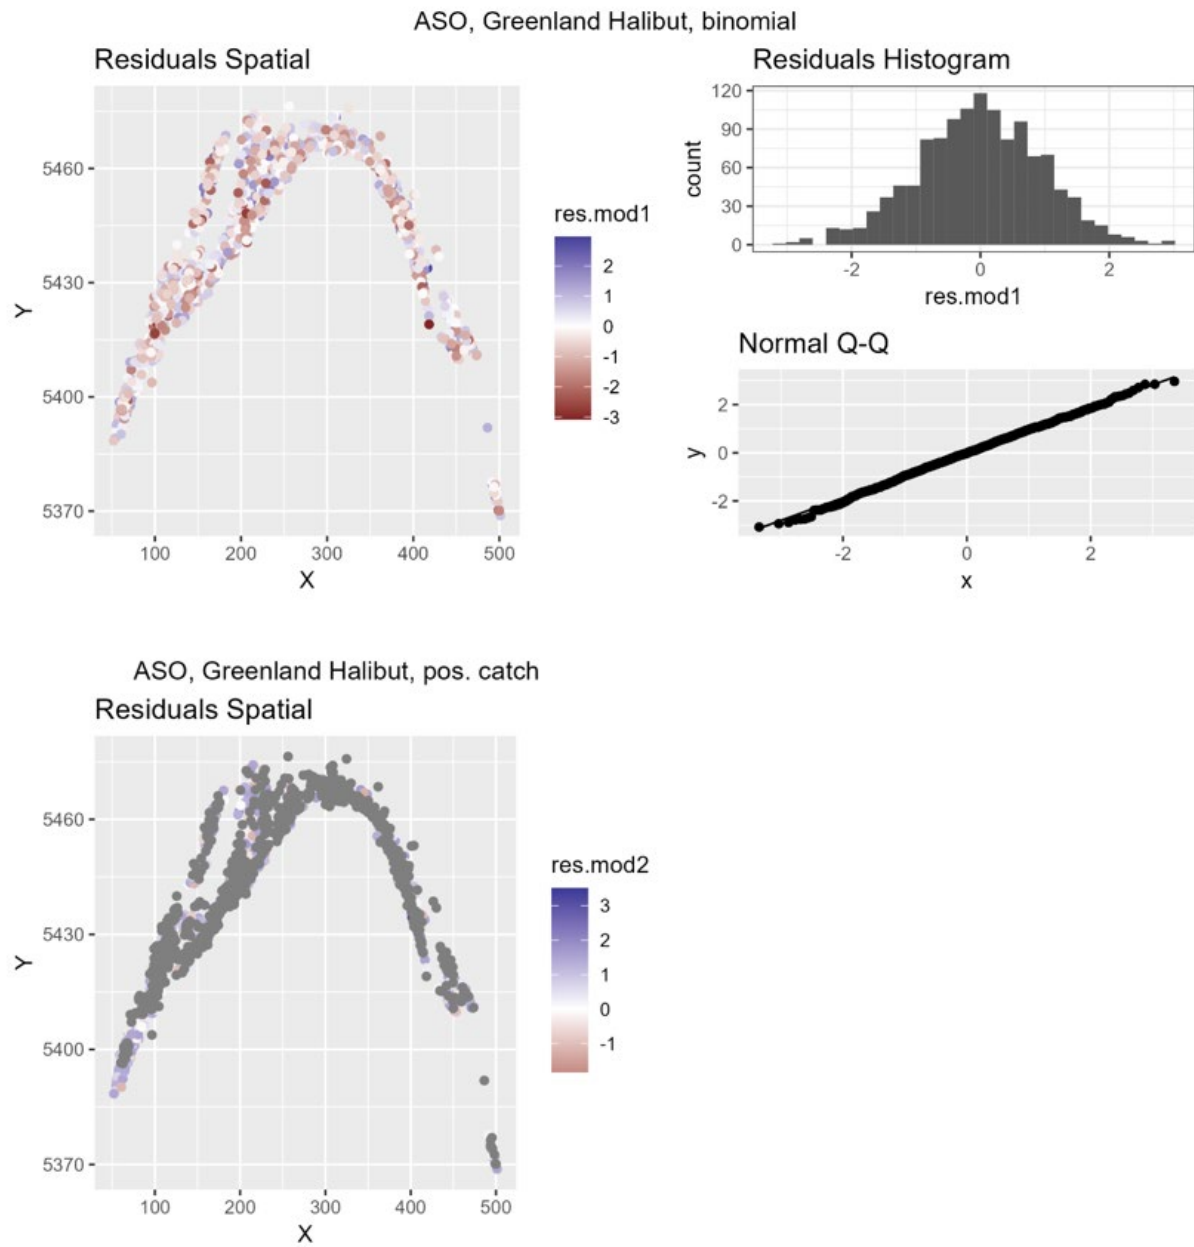 ASO, Greenland Halibut, binomial
Residuals Spatial
5460
5430
5400
5370
Y
100 200 300 400 500
X
res.mod1
2
1
0
-1
-2
-3
Residuals Histogram
120
90
60
30
0
count
-2 0 2
res.mod1
Normal Q-Q
2
0
-2
y
-2 0 2
x
ASO, Greenland Halibut, pos. catch
Residuals Spatial
5460
5430
5400
5370
Y
100 200 300 400 500
X
res.mod2
3
2
1
0
-1